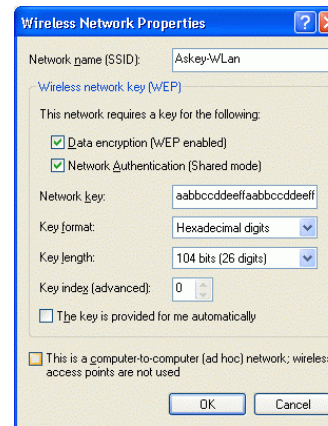 Wireless Network Properties
Network name (SSID): Askey-WLan
Wireless network key (WEP)
This network requires a key for the following:
Data encryption (WEP enabled)
Network Authentication (Shared mode)
Network key: aabbccddeeffaabbccddeeff
Key format: Hexadecimal digits
Key length: 104 bits (26 digits)
Key index (advanced): 0
The key is provided for me automatically
This is a computer-to-computer (ad hoc) network; wireless
access points are not used
OK Cancel